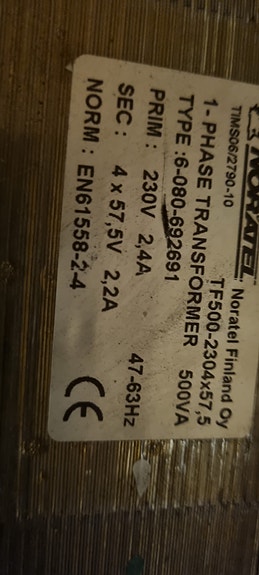 NORATEL
Noratel Finland Oy
TIMS06/2790-10
TF500-2304x57,5
1- PHASE TRANSFORMER 500VA
TYPE :6-080-692691
PRIM : 230V 2,4A 47-63Hz
SEC : 4 x 57,5V 2,2A
NORM : EN61558-2-4
CE